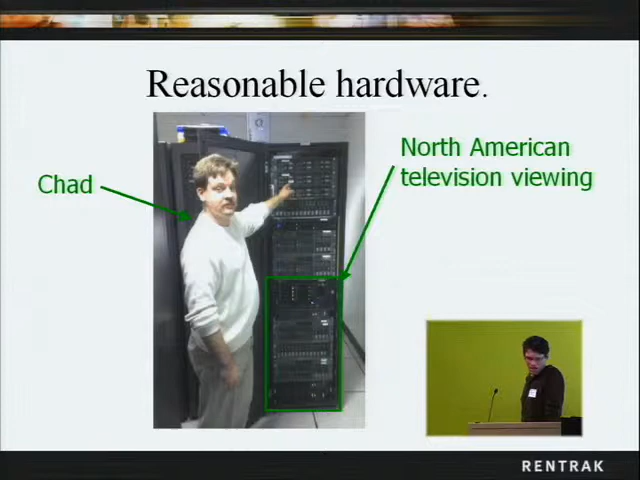 Reasonable hardware.
Chad
North American
television viewing
RENTRAK